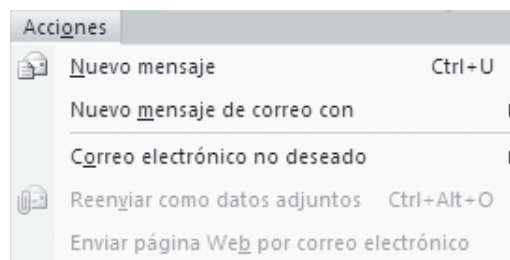 Acciones
Nuevo mensaje Ctrl+U
Nuevo mensaje de correo con
Correo electrónico no deseado
Reenviar como datos adjuntos Ctrl+Alt+O
Enviar página Web por correo electrónico